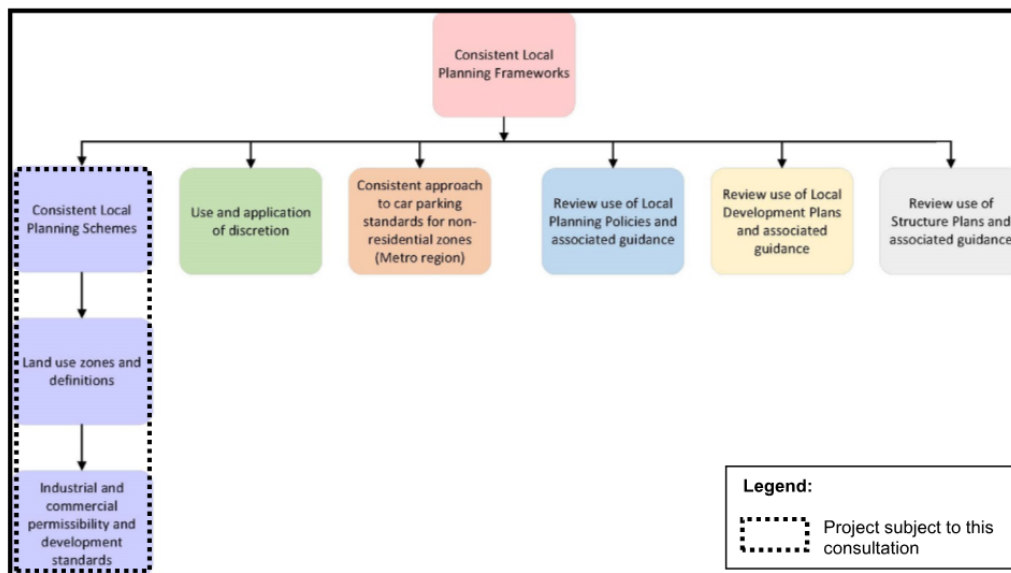 Consistent Local
Planning Frameworks
Consistent Local
Planning Schemes
Use and application
of discretion
Consistent approach
to car parking
standards for non-
residential zones
(Metro region)
Review use of Local
Planning Policies and
associated guidance
Review use of Local
Development Plans
and associated
guidance
Review use of
Structure Plans and
associated guidance
Land use zones and
definitions
Industrial and
commercial
permissibility and
development
standards
Legend:
Project subject to this
consultation